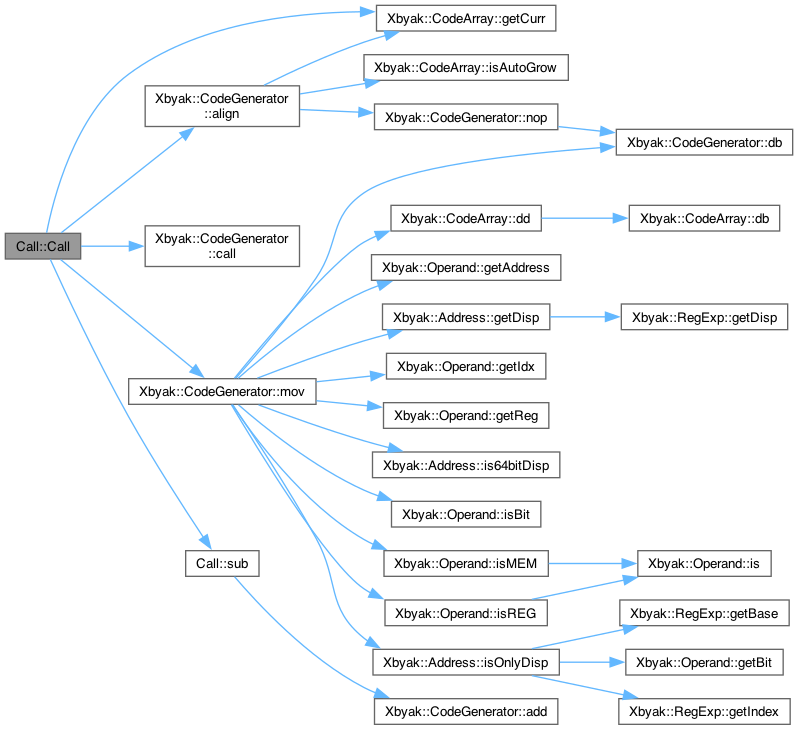 Xbyak::CodeArray::getCurr
Xbyak::CodeArray::isAutoGrow
Xbyak::CodeGenerator
::align
Xbyak::CodeGenerator::nop
Xbyak::CodeGenerator::db
Xbyak::CodeArray::dd
Xbyak::CodeArray::db
Call::Call
Xbyak::CodeGenerator
::call
Xbyak::Operand::getAddress
Xbyak::Address::getDisp
Xbyak::RegExp::getDisp
Xbyak::Operand::getIdx
Xbyak::CodeGenerator::mov
Xbyak::Operand::getReg
Xbyak::Address::is64bitDisp
Xbyak::Operand::isBit
Call::sub
Xbyak::Operand::isMEM
Xbyak::Operand::is
Xbyak::Operand::isREG
Xbyak::RegExp::getBase
Xbyak::Address::isOnlyDisp
Xbyak::Operand::getBit
Xbyak::CodeGenerator::add
Xbyak::RegExp::getIndex